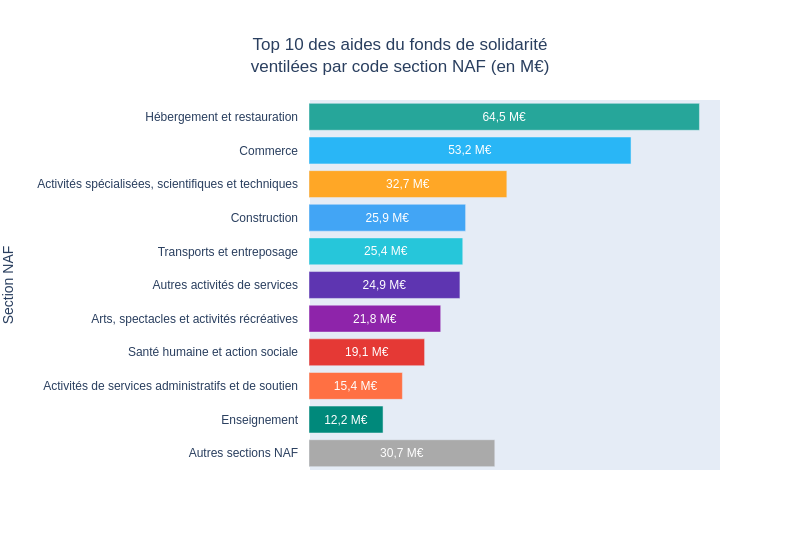 Top 10 des aides du fonds de solidarité
ventilées par code section NAF (en M€)
Section NAF
Hébergement et restauration 64,5 M€
Commerce 53,2 M€
Activités spécialisées, scientifiques et techniques 32,7 M€
Construction 25,9 M€
Transports et entreposage 25,4 M€
Autres activités de services 24,9 M€
Arts, spectacles et activités récréatives 21,8 M€
Santé humaine et action sociale 19,1 M€
Activités de services administratifs et de soutien 15,4 M€
Enseignement 12,2 M€
Autres sections NAF 30,7 M€